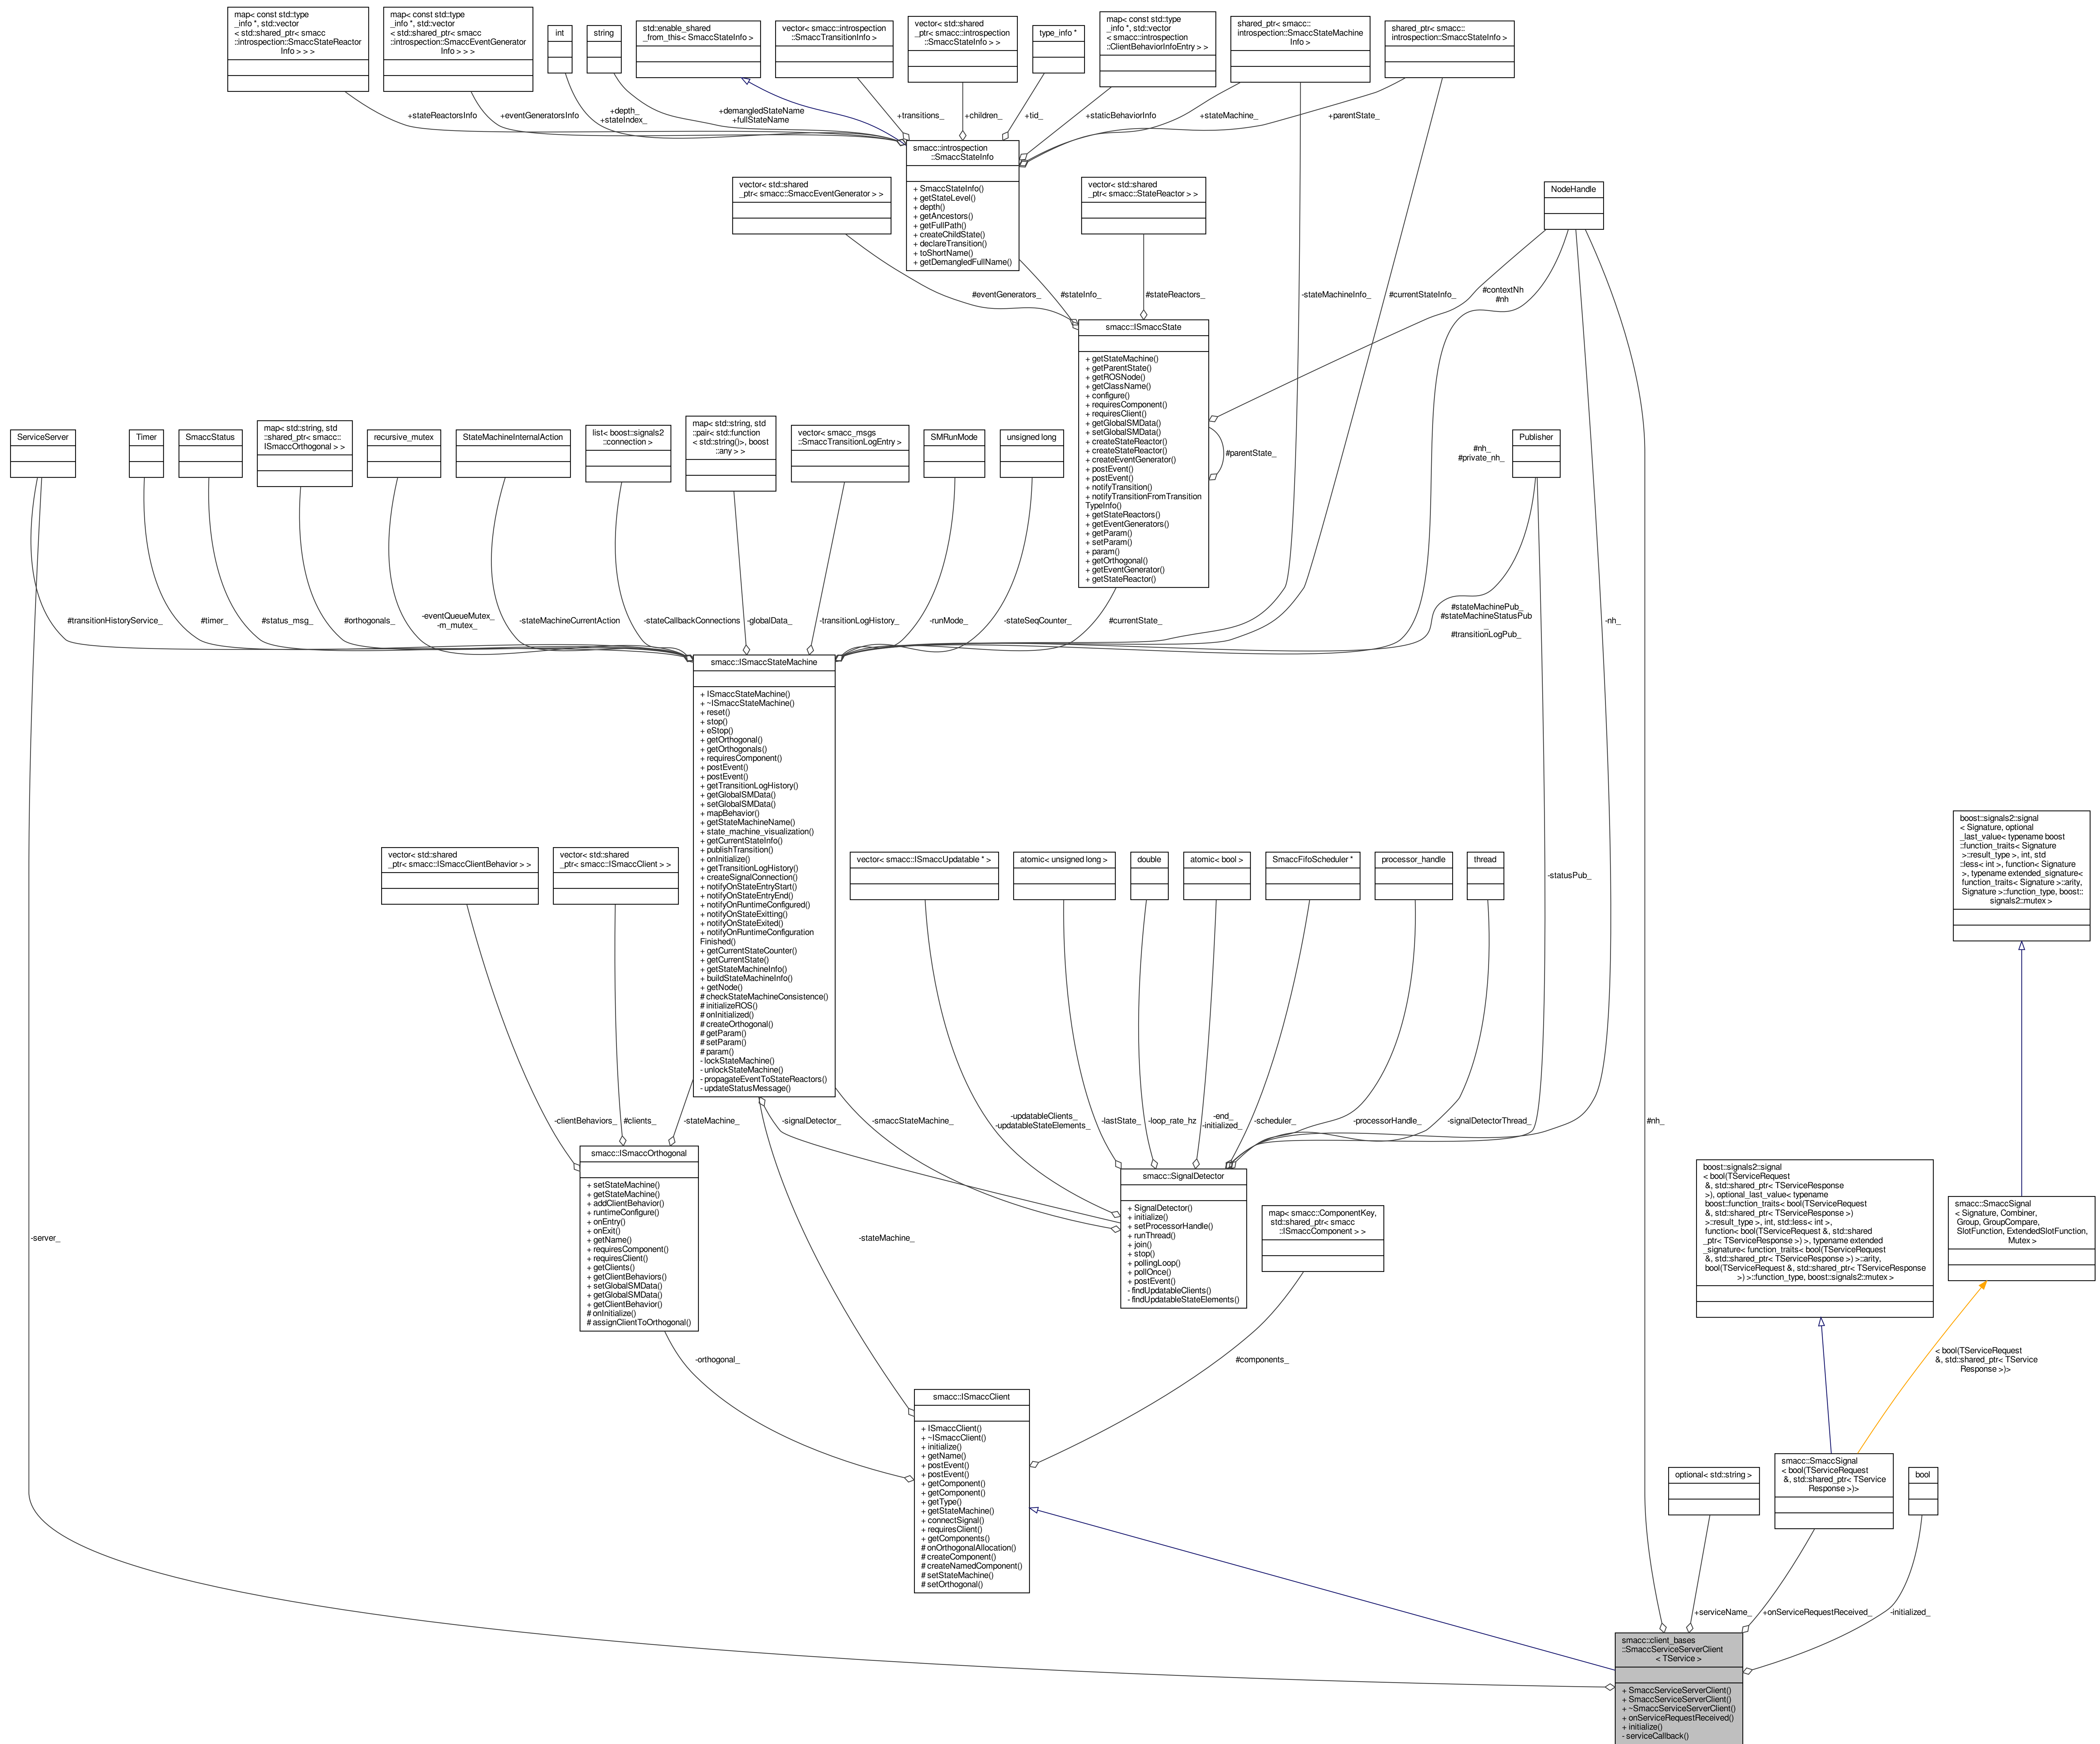 map< const std::type
_info *, std::vector
< std::shared_ptr< smacc
::introspection::SmaccStateReactor
Info > > >
map< const std::type
_info *, std::vector
< std::shared_ptr< smacc
::introspection::SmaccEventGenerator
Info > > >
int
string
std::enable_shared
_from_this< SmaccStateInfo >
vector< smacc::introspection
::SmaccTransitionInfo >
vector< std::shared
_ptr< smacc::introspection
::SmaccStateInfo > >
type_info *
map< const std::type
_info *, std::vector
< smacc::introspection
::ClientBehaviorInfoEntry > >
shared_ptr< smacc::
introspection::SmaccStateMachine
Info >
shared_ptr< smacc::
introspection::SmaccStateInfo >
+stateReactorsInfo
+eventGeneratorsInfo
+depth_
+stateIndex_
+demangledStateName
+fullStateName
+transitions_
+children_
+tid_
+staticBehaviorInfo
+stateMachine_
+parentState_
smacc::introspection
::SmaccStateInfo
+ SmaccStateInfo()
+ getStateLevel()
+ depth()
+ getAncestors()
+ getFullPath()
+ createChildState()
+ declareTransition()
+ toShortName()
+ getDemangledFullName()
vector< std::shared
_ptr< smacc::SmaccEventGenerator > >
vector< std::shared
_ptr< smacc::StateReactor > >
NodeHandle
#eventGenerators_
#stateInfo_
#stateReactors_
-stateMachineInfo_
#currentStateInfo_
#contextNh
#nh
smacc::ISmaccState
+ getStateMachine()
+ getParentState()
+ getROSNode()
+ getClassName()
+ configure()
+ requiresComponent()
+ requiresClient()
+ getGlobalSMData()
+ setGlobalSMData()
+ createStateReactor()
+ createStateReactor()
+ createEventGenerator()
+ postEvent()
+ postEvent()
+ notifyTransition()
+ notifyTransitionFromTransition
TypeInfo()
+ getStateReactors()
+ getEventGenerators()
+ getParam()
+ setParam()
+ param()
+ getOrthogonal()
+ getEventGenerator()
+ getStateReactor()
#parentState_
#nh_
#private_nh_
ServiceServer
Timer
SmaccStatus
map< std::string, std
::shared_ptr< smacc::
ISmaccOrthogonal > >
recursive_mutex
StateMachineInternalAction
list< boost::signals2
::connection >
map< std::string, std
::pair< std::function
< std::string()>, boost
::any > >
vector< smacc_msgs
::SmaccTransitionLogEntry >
SMRunMode
unsigned long
Publisher
#transitionHistoryService_
#timer_
#status_msg_
#orthogonals_
-eventQueueMutex_
-m_mutex_
-stateMachineCurrentAction
-stateCallbackConnections
-globalData_
-transitionLogHistory_
-runMode_
-stateSeqCounter_
#currentState_
#stateMachinePub_
#stateMachineStatusPub
_
#transitionLogPub_
-nh_
smacc::ISmaccStateMachine
+ ISmaccStateMachine()
+ ~ISmaccStateMachine()
+ reset()
+ stop()
+ eStop()
+ getOrthogonal()
+ getOrthogonals()
+ requiresComponent()
+ postEvent()
+ postEvent()
+ getTransitionLogHistory()
+ getGlobalSMData()
+ setGlobalSMData()
+ mapBehavior()
+ getStateMachineName()
+ state_machine_visualization()
+ getCurrentStateInfo()
+ publishTransition()
+ onInitialize()
+ getTransitionLogHistory()
+ createSignalConnection()
+ notifyOnStateEntryStart()
+ notifyOnStateEntryEnd()
+ notifyOnRuntimeConfigured()
+ notifyOnStateExitting()
+ notifyOnStateExited()
+ notifyOnRuntimeConfiguration
Finished()
+ getCurrentStateCounter()
+ getCurrentState()
+ getStateMachineInfo()
+ buildStateMachineInfo()
+ getNode()
# checkStateMachineConsistence()
# initializeROS()
# onInitialized()
# createOrthogonal()
# getParam()
# setParam()
# param()
- lockStateMachine()
- unlockStateMachine()
- propagateEventToStateReactors()
- updateStatusMessage()
vector< std::shared
_ptr< smacc::ISmaccClientBehavior > >
vector< std::shared
_ptr< smacc::ISmaccClient > >
vector< smacc::ISmaccUpdatable * >
atomic< unsigned long >
double
atomic< bool >
SmaccFifoScheduler *
processor_handle
thread
-statusPub_
boost::signals2::signal
< Signature, optional
_last_value< typename boost
::function_traits< Signature
>::result_type >, int, std
::less< int >, function< Signature
>, typename extended_signature<
function_traits< Signature >::arity,
Signature >::function_type, boost::
signals2::mutex >
-clientBehaviors_
#clients_
-stateMachine_
-signalDetector_
-smaccStateMachine_
-updatableClients_
-updatableStateElements_
-lastState_
-loop_rate_hz
-end_
-initialized_
-scheduler_
-processorHandle_
-signalDetectorThread_
#nh_
smacc::ISmaccOrthogonal
+ setStateMachine()
+ getStateMachine()
+ addClientBehavior()
+ runtimeConfigure()
+ onEntry()
+ onExit()
+ getName()
+ requiresComponent()
+ requiresClient()
+ getClients()
+ getClientBehaviors()
+ setGlobalSMData()
+ getGlobalSMData()
+ getClientBehavior()
# onInitialize()
# assignClientToOrthogonal()
smacc::SignalDetector
+ SignalDetector()
+ initialize()
+ setProcessorHandle()
+ runThread()
+ join()
+ stop()
+ pollingLoop()
+ pollOnce()
+ postEvent()
- findUpdatableClients()
- findUpdatableStateElements()
map< smacc::ComponentKey,
std::shared_ptr< smacc
::ISmaccComponent > >
boost::signals2::signal
< bool(TServiceRequest
&, std::shared_ptr< TServiceResponse
>), optional_last_value< typename
boost::function_traits< bool(TServiceRequest
&, std::shared_ptr< TServiceResponse >)
>::result_type >, int, std::less< int >,
function< bool(TServiceRequest &, std::shared
_ptr< TServiceResponse >) >, typename extended
_signature< function_traits< bool(TServiceRequest
&, std::shared_ptr< TServiceResponse >) >::arity,
bool(TServiceRequest &, std::shared_ptr< TServiceResponse
>) >::function_type, boost::signals2::mutex >
smacc::SmaccSignal
< Signature, Combiner,
Group, GroupCompare,
SlotFunction, ExtendedSlotFunction,
Mutex >
-server_
-stateMachine_
-orthogonal_
#components_
< bool(TServiceRequest
&, std::shared_ptr< TService
Response >)>
smacc::ISmaccClient
+ ISmaccClient()
+ ~ISmaccClient()
+ initialize()
+ getName()
+ postEvent()
+ postEvent()
+ getComponent()
+ getComponent()
+ getType()
+ getStateMachine()
+ connectSignal()
+ requiresClient()
+ getComponents()
# onOrthogonalAllocation()
# createComponent()
# createNamedComponent()
# setStateMachine()
# setOrthogonal()
optional< std::string >
smacc::SmaccSignal
< bool(TServiceRequest
&, std::shared_ptr< TService
Response >)>
bool
+serviceName_
+onServiceRequestReceived_
-initialized_
smacc::client_bases
::SmaccServiceServerClient
< TService >
+ SmaccServiceServerClient()
+ SmaccServiceServerClient()
+ ~SmaccServiceServerClient()
+ onServiceRequestReceived()
+ initialize()
- serviceCallback()